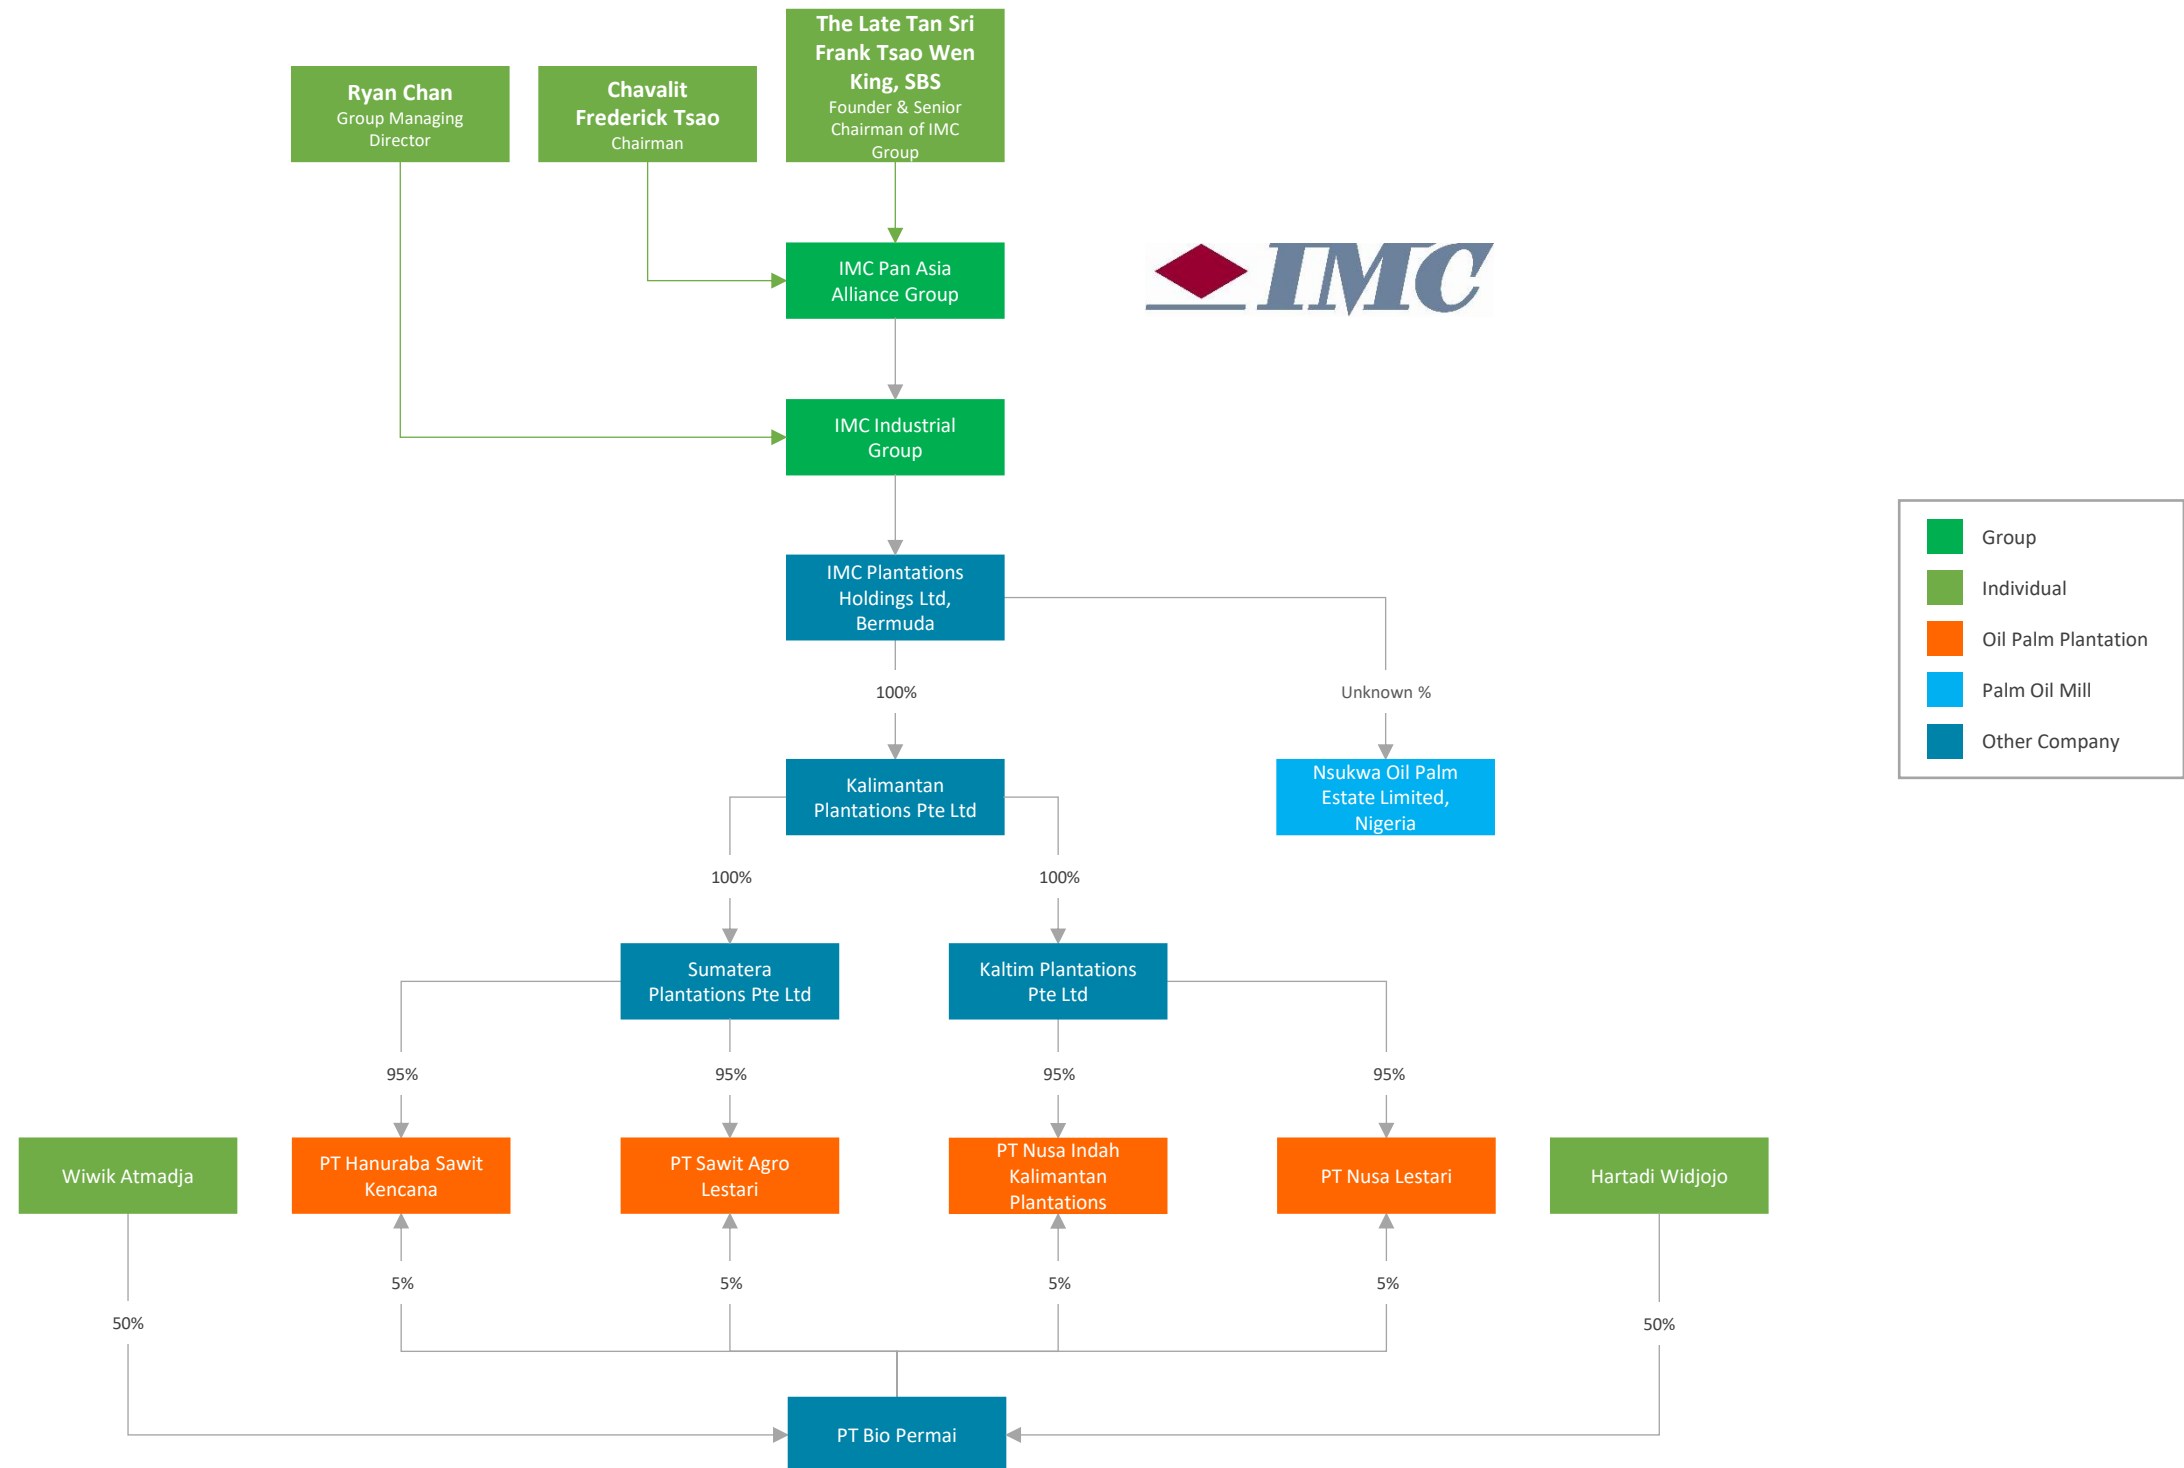 The Late Tan Sri
Frank Tsao Wen
King, SBS
Founder & Senior
Chairman of IMC
Group
Ryan Chan
Group Managing
Director
Chavalit
Frederick Tsao
Chairman
IMC Pan Asia
Alliance Group
IMC
IMC Industrial
Group
Group
Individual
Oil Palm Plantation
Palm Oil Mill
Other Company
IMC Plantations
Holdings Ltd,
Bermuda
100%
Unknown %
Kalimantan
Plantations Pte Ltd
Nsukwa Oil Palm
Estate Limited,
Nigeria
100%
100%
Sumatera
Plantations Pte Ltd
Kaltim Plantations
Pte Ltd
95%
95%
95%
95%
Wiwik Atmadja
PT Hanuraba Sawit
Kencana
PT Sawit Agro
Lestari
PT Nusa Indah
Kalimantan
Plantations
PT Nusa Lestari
Hartadi Widjojo
5%
5%
5%
5%
50%
50%
PT Bio Permai